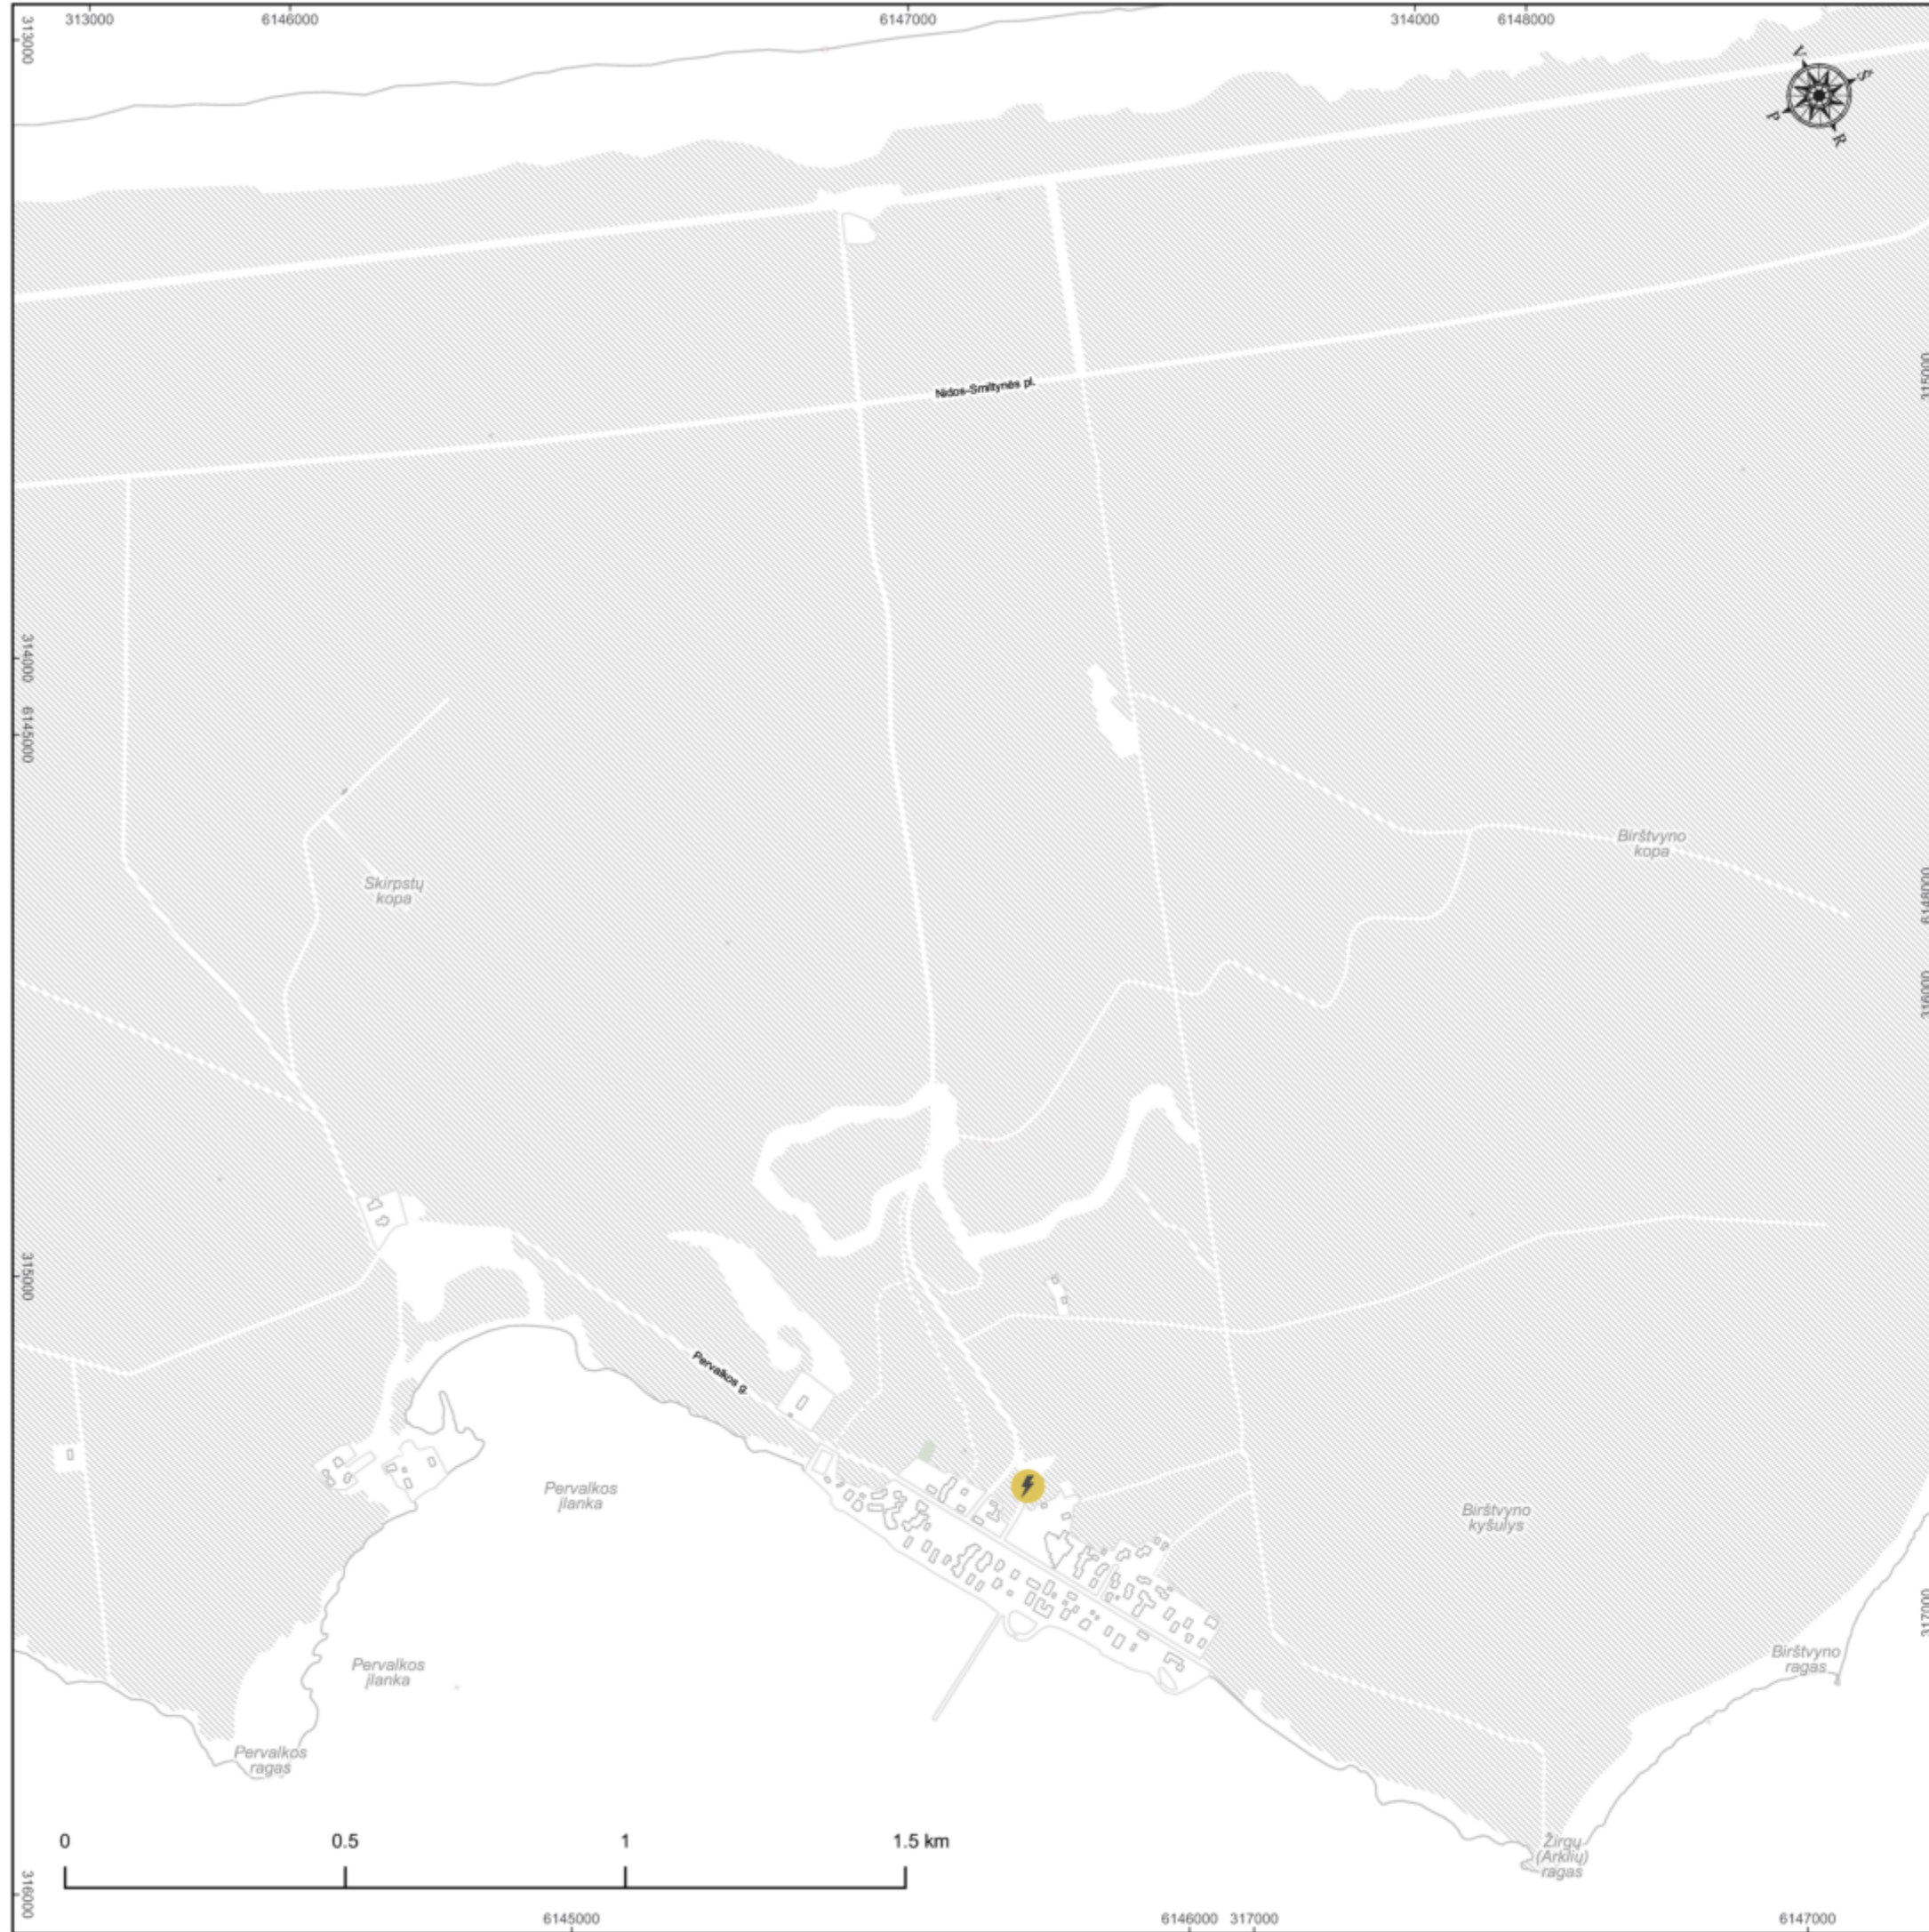 313000
6146000
6147000
314000
6148000
313000
V
S
P
R
315000
Nidos-Smiltynės pl.
314000
6145000
Birštvyno
kopa
Skirpstų
kopa
6148000
316000
315000
Pervalkos g.
Pervalkos
įlanka
Birštvyno
kyšulys
317000
Birštvyno
ragas
Pervalkos
įlanka
Pervalkos
ragas
0
0.5
1
1.5 km
Žirgų
(Arklių)
ragas
316000
6145000
6146000
317000
6147000